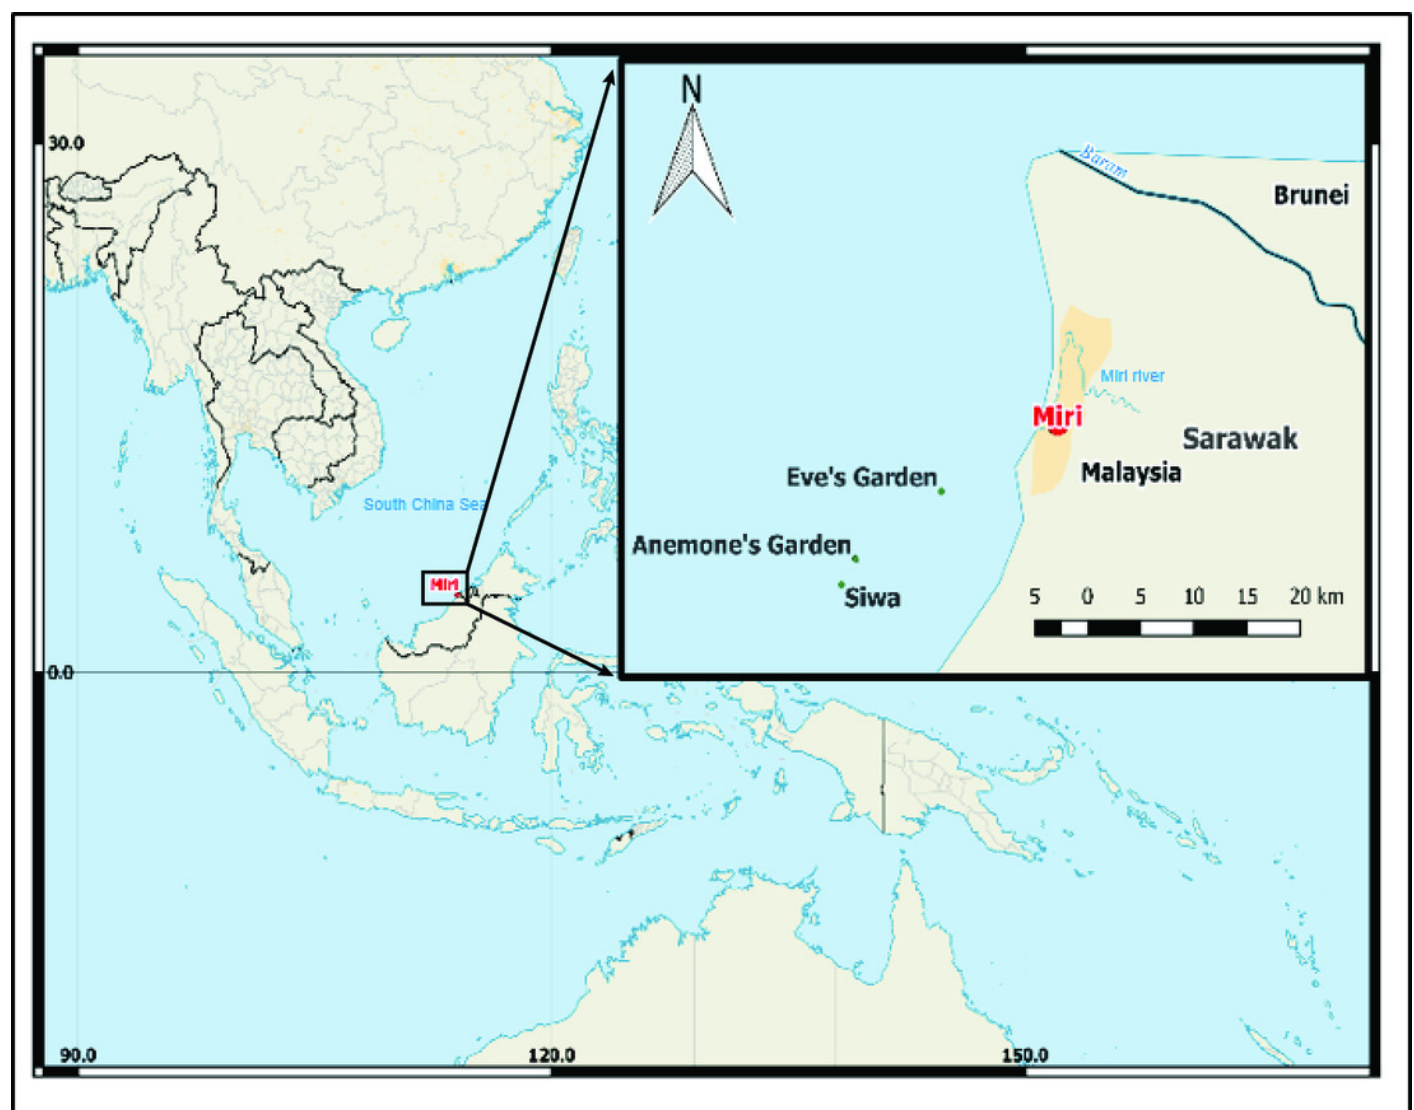 N
30.0
Baram
Brunei
Miri river
Miri
Sarawak
Malaysia
Eve's Garden
South China Sea
Anemone's Garden
Miri
Siwa
5 0 5 10 15 20 km
0.0
90.0 120.0 150.0